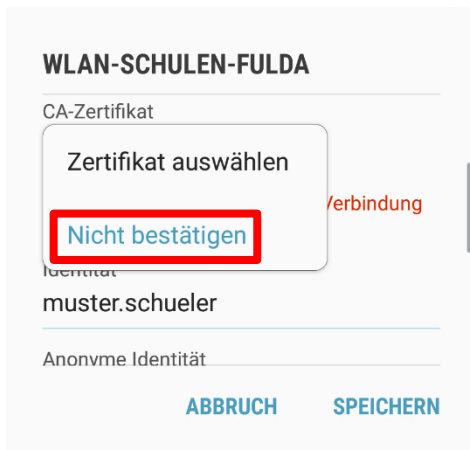 WLAN-SCHULEN-FULDA
CA-Zertifikat
Zertifikat auswählen
Verbindung
Nicht bestätigen
Identität
muster.schueler
Anonyme Identität
ABBRUCH SPEICHERN